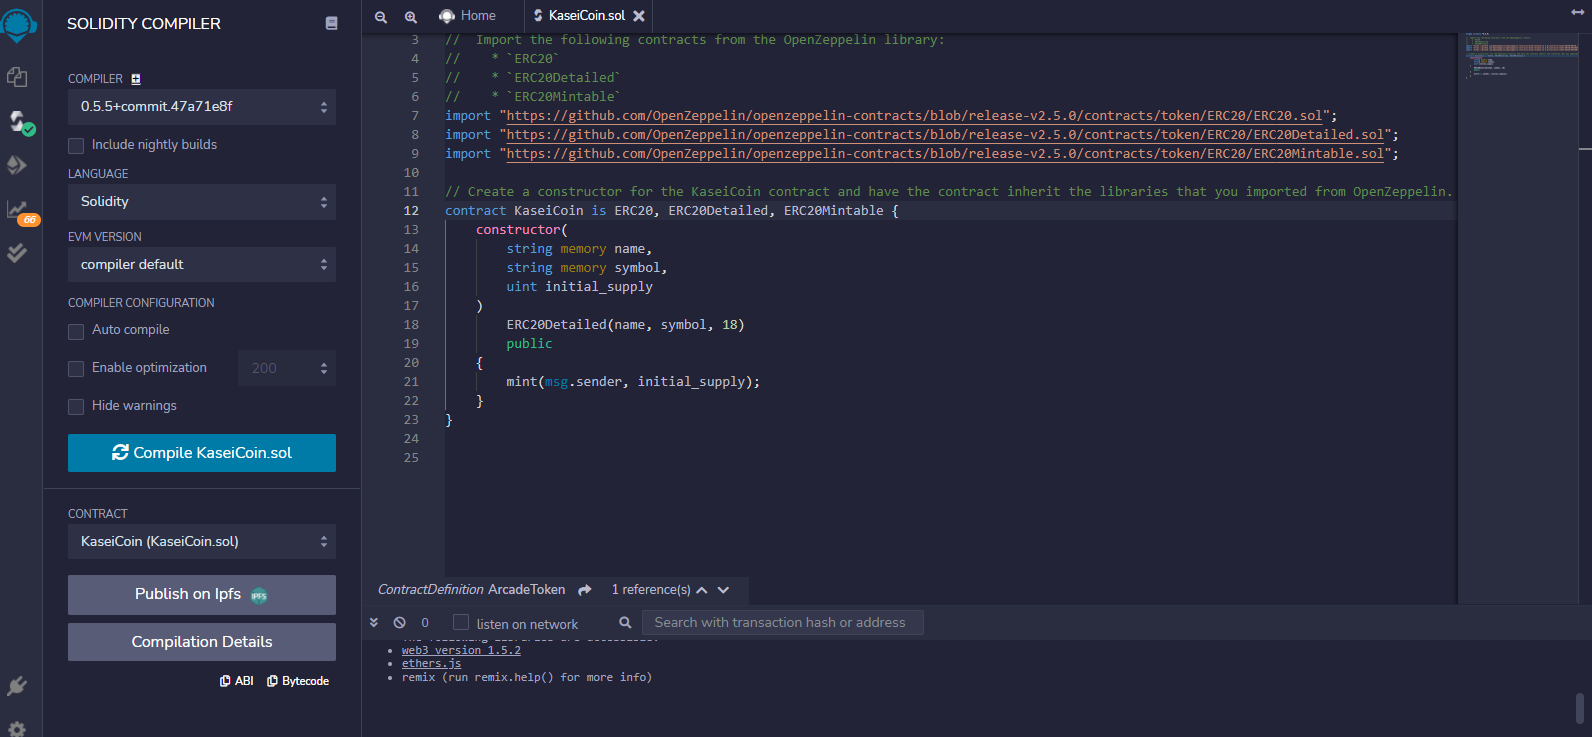 SOLIDITY COMPILER
COMPILER
0.5.5+commit.47a71e8f
Include nightly builds
LANGUAGE
Solidity
66
EVM VERSION
compiler default
COMPILER CONFIGURATION
Auto compile
Enable optimization 200
Hide warnings
Compile KaseiCoin.sol
CONTRACT
KaseiCoin (KaseiCoin.sol)
Publish on Ipfs IPFS
Compilation Details
ABI Bytecode
Home KaseiCoin.sol
3 //  Import the following contracts from the OpenZeppelin library:
4 //    * `ERC20`
5 //    * `ERC20Detailed`
6 //    * `ERC20Mintable`
7 import "https://github.com/OpenZeppelin/openzeppelin-contracts/blob/release-v2.5.0/contracts/token/ERC20/ERC20.sol";
8 import "https://github.com/OpenZeppelin/openzeppelin-contracts/blob/release-v2.5.0/contracts/token/ERC20/ERC20Detailed.sol";
9 import "https://github.com/OpenZeppelin/openzeppelin-contracts/blob/release-v2.5.0/contracts/token/ERC20/ERC20Mintable.sol";
10
11 // Create a constructor for the KaseiCoin contract and have the contract inherit the libraries that you imported from OpenZeppelin.
12 contract KaseiCoin is ERC20, ERC20Detailed, ERC20Mintable {
13     constructor(
14         string memory name,
15         string memory symbol,
16         uint initial_supply
17     )
18         ERC20Detailed(name, symbol, 18)
19         public
20     {
21         mint(msg.sender, initial_supply);
22     }
23 }
24
25
ContractDefinition ArcadeToken 1 reference(s)
0 listen on network Search with transaction hash or address
• web3 version 1.5.2
• ethers.js
• remix (run remix.help() for more info)